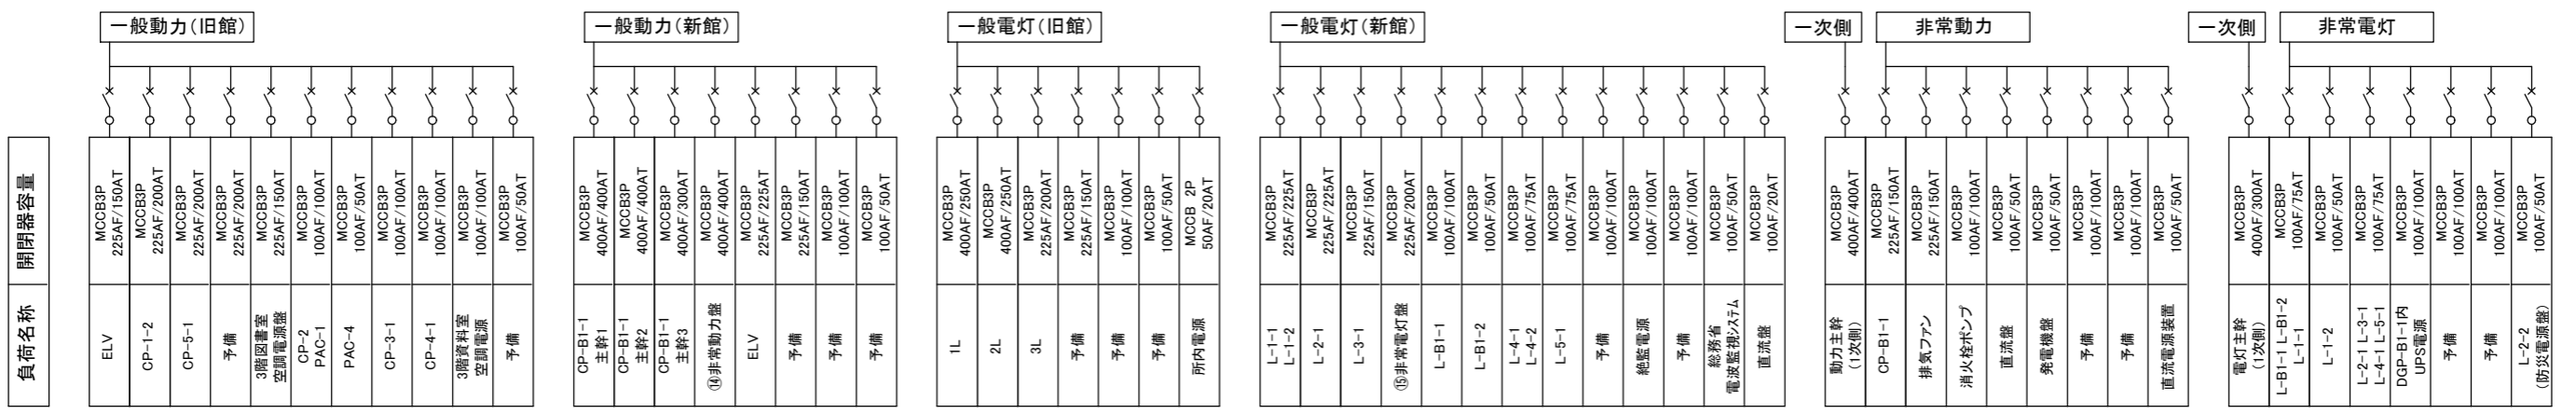 一般動力(旧館)
一般動力(新館)
一般電灯(旧館)
一般電灯(新館)
一次側
非常動力
一次側
非常電灯
開閉器容量
負荷名称
MCCB3P
225AF/150AT
ELV
MCCB3P
225AF/200AT
CP-1-2
MCCB3P
225AF/200AT
CP-5-1
MCCB3P
225AF/200AT
予備
MCCB3P
225AF/150AT
3階図書室
空調電源盤
MCCB3P
100AF/100AT
CP-2
PAC-1
MCCB3P
100AF/50AT
PAC-4
MCCB3P
100AF/100AT
CP-3-1
MCCB3P
100AF/100AT
CP-4-1
MCCB3P
100AF/100AT
3階資料室
空調電源
MCCB3P
100AF/50AT
予備
MCCB3P
400AF/400AT
CP-B1-1
主幹1
MCCB3P
400AF/400AT
CP-B1-1
主幹2
MCCB3P
400AF/300AT
CP-B1-1
主幹3
MCCB3P
400AF/400AT
⑭非常動力盤
MCCB3P
225AF/225AT
ELV
MCCB3P
225AF/150AT
予備
MCCB3P
100AF/100AT
予備
MCCB3P
100AF/50AT
予備
MCCB3P
400AF/250AT
1L
MCCB3P
400AF/250AT
2L
MCCB3P
225AF/200AT
3L
MCCB3P
225AF/150AT
予備
MCCB3P
100AF/100AT
予備
MCCB3P
100AF/50AT
予備
MCCB 2P
50AF/20AT
所内電源
MCCB3P
225AF/225AT
L-1-1
L-1-2
MCCB3P
225AF/225AT
L-2-1
MCCB3P
225AF/150AT
L-3-1
MCCB3P
225AF/200AT
⑮非常電灯盤
MCCB3P
100AF/100AT
L-B1-1
MCCB3P
100AF/50AT
L-B1-2
MCCB3P
100AF/75AT
L-4-1
L-4-2
MCCB3P
100AF/75AT
L-5-1
MCCB3P
100AF/100AT
予備
MCCB3P
100AF/100AT
絶監電源
MCCB3P
100AF/100AT
予備
MCCB3P
100AF/50AT
総務省
電波監視システム
MCCB3P
100AF/20AT
直流盤
MCCB3P
400AF/400AT
動力主幹
(1次側)
MCCB3P
225AF/150AT
CP-B1-1
MCCB3P
225AF/150AT
排気ファン
MCCB3P
100AF/100AT
消火栓ポンプ
MCCB3P
100AF/50AT
直流盤
MCCB3P
100AF/50AT
発電機盤
MCCB3P
100AF/100AT
予備
MCCB3P
100AF/100AT
予備
MCCB3P
100AF/50AT
直流電源装置
MCCB3P
400AF/300AT
電灯主幹
(1次側)
MCCB3P
100AF/75AT
L-B1-1 L-B1-2
L-1-1
MCCB3P
100AF/50AT
L-1-2
MCCB3P
100AF/75AT
L-2-1 L-3-1
L-4-1 L-5-1
MCCB3P
100AF/100AT
DGP-B1-1内
UPS電源
MCCB3P
100AF/100AT
予備
MCCB3P
100AF/100AT
予備
MCCB3P
100AF/50AT
L-2-2
(防災電源盤)